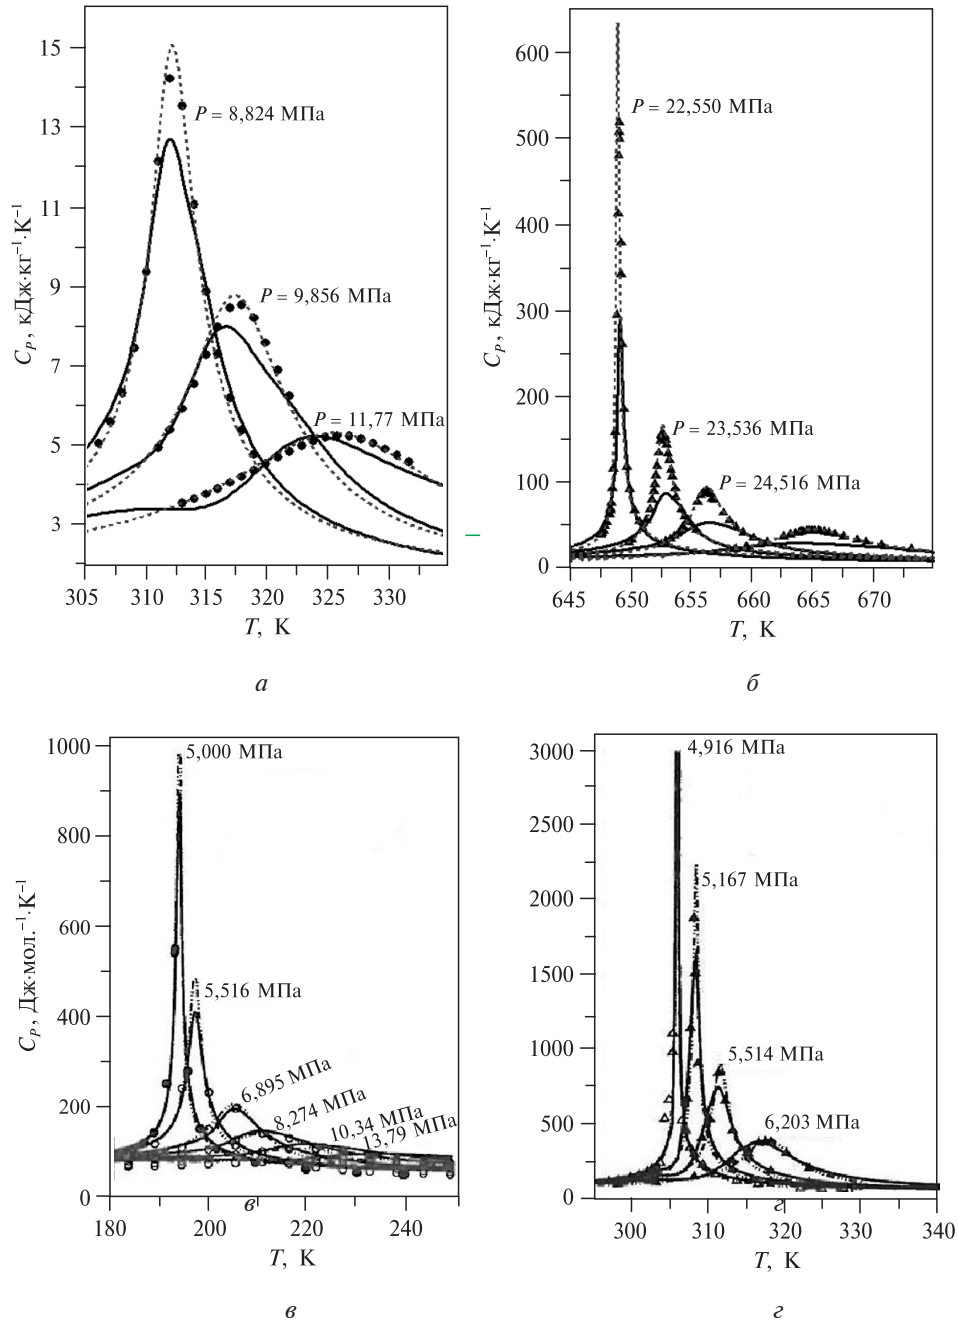 15
13
11
9
7
5
3
C_P, кДж·кг⁻¹·К⁻¹
P = 8,824 МПа
P = 9,856 МПа
P = 11,77 МПа
305 310 315 320 325 330
T, К
а
600
500
400
300
200
100
0
C_P, кДж·кг⁻¹·К⁻¹
P = 22,550 МПа
P = 23,536 МПа
P = 24,516 МПа
645 650 655 660 665 670
T, К
б
1000
800
600
400
200
0
C_P, Дж·мол.⁻¹·К⁻¹
5,000 МПа
5,516 МПа
6,895 МПа
8,274 МПа
10,34 МПа
13,79 МПа
в
180 200 220 240
T, К
в
3000
2500
2000
1500
1000
500
0
4,916 МПа
5,167 МПа
5,514 МПа
6,203 МПа
г
300 310 320 330 340
T, К
г